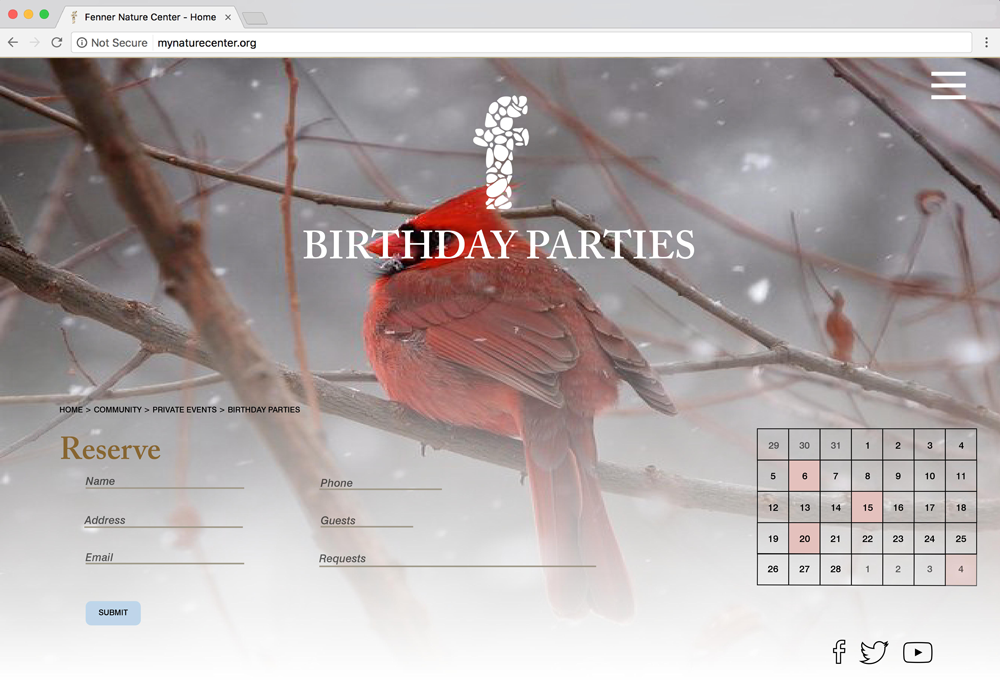 Fenner Nature Center - Home
Not Secure mynaturecenter.org
f
BIRTHDAY PARTIES
HOME > COMMUNITY > PRIVATE EVENTS > BIRTHDAY PARTIES
Reserve
Name
Phone
Address
Guests
Email
Requests
SUBMIT
29 30 31 1 2 3 4
5 6 7 8 9 10 11
12 13 14 15 16 17 18
19 20 21 22 23 24 25
26 27 28 1 2 3 4